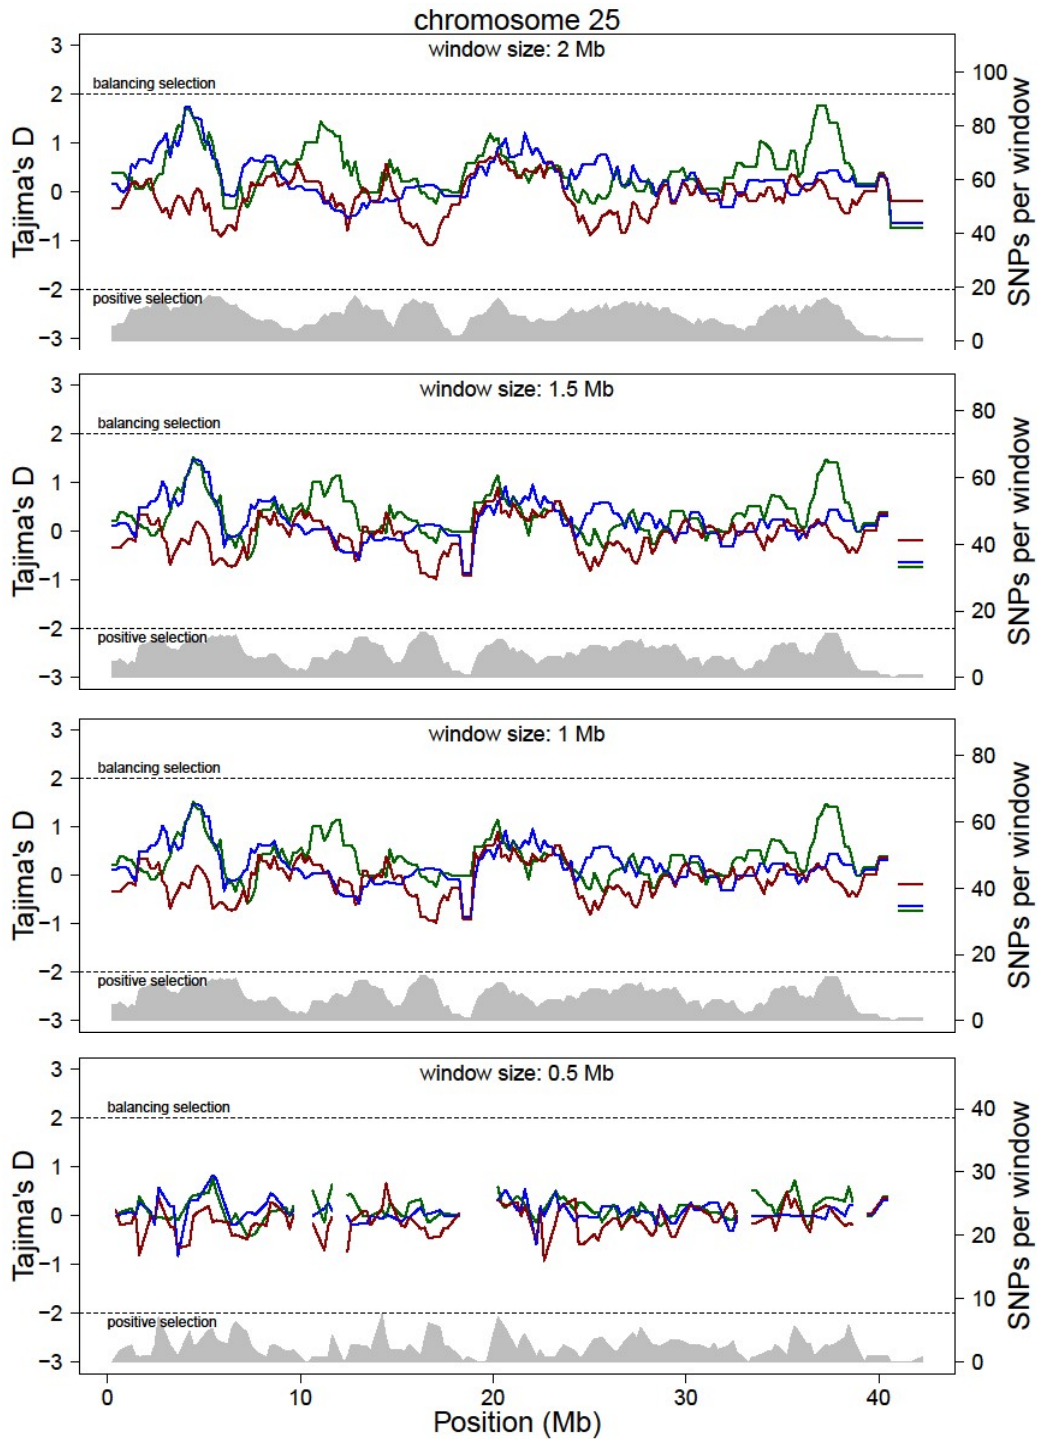 chromosome 25
window size: 2 Mb
balancing selection
positive selection
3
2
1
0
−1
−2
−3
Tajima's D
100
80
60
40
20
0
SNPs per window
window size: 1.5 Mb
balancing selection
positive selection
3
2
1
0
−1
−2
−3
Tajima's D
80
60
40
20
0
SNPs per window
window size: 1 Mb
balancing selection
positive selection
3
2
1
0
−1
−2
−3
Tajima's D
80
60
40
20
0
SNPs per window
window size: 0.5 Mb
balancing selection
positive selection
3
2
1
0
−1
−2
−3
Tajima's D
40
30
20
10
0
SNPs per window
0 10 20 30 40
Position (Mb)